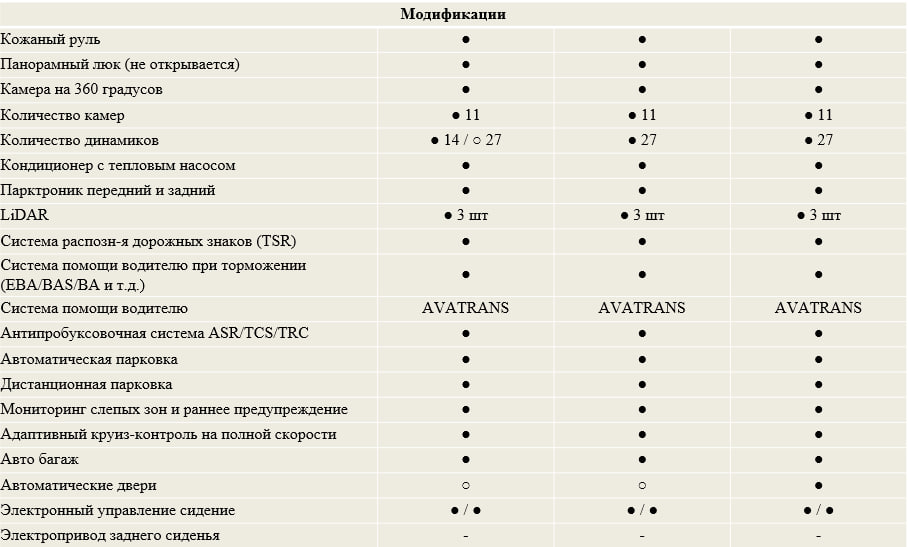 Модификации
Кожаный руль ● ● ●
Панорамный люк (не открывается) ● ● ●
Камера на 360 градусов ● ● ●
Количество камер ● 11 ● 11 ● 11
Количество динамиков ● 14 / ○ 27 ● 27 ● 27
Кондиционер с тепловым насосом ● ● ●
Парктроник передний и задний ● ● ●
LiDAR ● 3 шт ● 3 шт ● 3 шт
Система распозн-я дорожных знаков (TSR) ● ● ●
Система помощи водителю при торможении
(EBA/BAS/BA и т.д.) ● ● ●
Система помощи водителю AVATRANS AVATRANS AVATRANS
Антипробуксовочная система ASR/TCS/TRC ● ● ●
Автоматическая парковка ● ● ●
Дистанционная парковка ● ● ●
Мониторинг слепых зон и раннее предупреждение ● ● ●
Адаптивный круиз-контроль на полной скорости ● ● ●
Авто багаж ● ● ●
Автоматические двери ○ ○ ●
Электронный управление сидение ● / ● ● / ● ● / ●
Электропривод заднего сиденья - - -